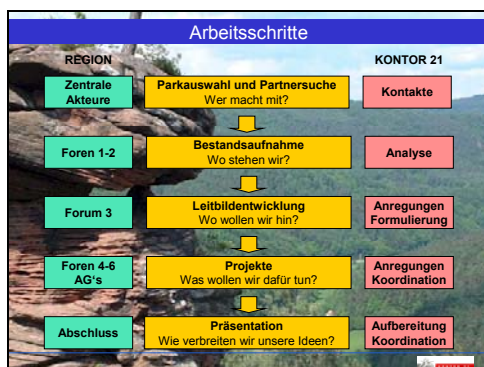 Arbeitsschritte
REGION
KONTOR 21
Zentrale
Akteure
Parkauswahl und Partnersuche
Wer macht mit?
Kontakte
Foren 1-2
Bestandsaufnahme
Wo stehen wir?
Analyse
Forum 3
Leitbildentwicklung
Wo wollen wir hin?
Anregungen
Formulierung
Foren 4-6
AG's
Projekte
Was wollen wir dafür tun?
Anregungen
Koordination
Abschluss
Präsentation
Wie verbreiten wir unsere Ideen?
Aufbereitung
Koordination